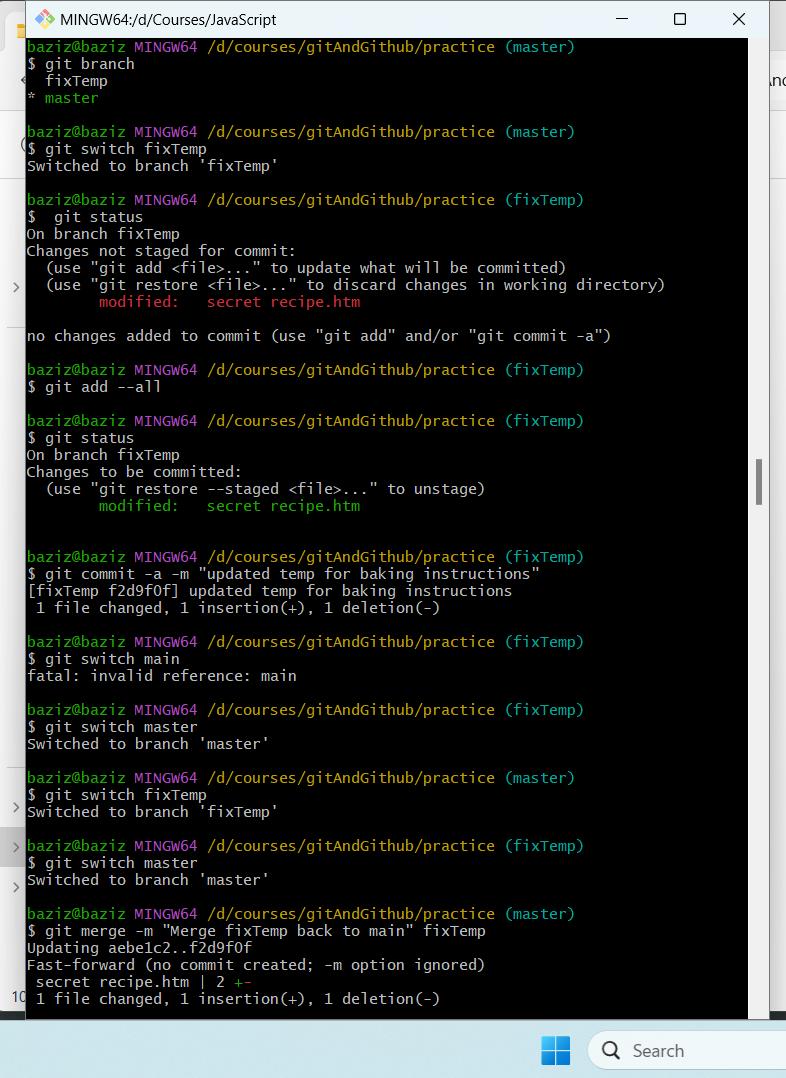 MINGW64:/d/Courses/JavaScript
baziz@baziz MINGW64 /d/courses/gitAndGithub/practice (master)
$ git branch
  fixTemp
* master
baziz@baziz MINGW64 /d/courses/gitAndGithub/practice (master)
$ git switch fixTemp
Switched to branch 'fixTemp'
baziz@baziz MINGW64 /d/courses/gitAndGithub/practice (fixTemp)
$  git status
On branch fixTemp
Changes not staged for commit:
  (use "git add <file>..." to update what will be committed)
  (use "git restore <file>..." to discard changes in working directory)
        modified:   secret recipe.htm
no changes added to commit (use "git add" and/or "git commit -a")
baziz@baziz MINGW64 /d/courses/gitAndGithub/practice (fixTemp)
$ git add --all
baziz@baziz MINGW64 /d/courses/gitAndGithub/practice (fixTemp)
$ git status
On branch fixTemp
Changes to be committed:
  (use "git restore --staged <file>..." to unstage)
        modified:   secret recipe.htm
baziz@baziz MINGW64 /d/courses/gitAndGithub/practice (fixTemp)
$ git commit -a -m "updated temp for baking instructions"
[fixTemp f2d9f0f] updated temp for baking instructions
 1 file changed, 1 insertion(+), 1 deletion(-)
baziz@baziz MINGW64 /d/courses/gitAndGithub/practice (fixTemp)
$ git switch main
fatal: invalid reference: main
baziz@baziz MINGW64 /d/courses/gitAndGithub/practice (fixTemp)
$ git switch master
Switched to branch 'master'
baziz@baziz MINGW64 /d/courses/gitAndGithub/practice (master)
$ git switch fixTemp
Switched to branch 'fixTemp'
baziz@baziz MINGW64 /d/courses/gitAndGithub/practice (fixTemp)
$ git switch master
Switched to branch 'master'
baziz@baziz MINGW64 /d/courses/gitAndGithub/practice (master)
$ git merge -m "Merge fixTemp back to main" fixTemp
Updating aebe1c2..f2d9f0f
Fast-forward (no commit created; -m option ignored)
 secret recipe.htm | 2 +-
 1 file changed, 1 insertion(+), 1 deletion(-)
10
Search